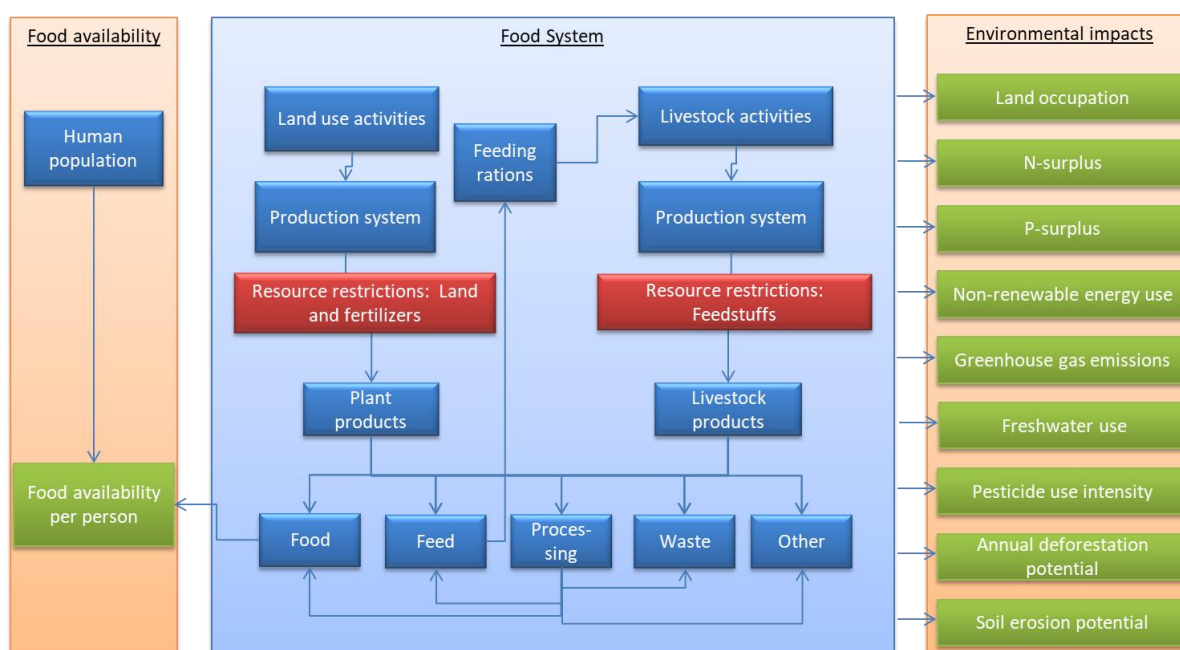 Food availability
Human
population
Food availability
per person
Food System
Land use activities
Production system
Resource restrictions:  Land
and fertilizers
Plant
products
Feeding
rations
Livestock activities
Production system
Resource restrictions:
Feedstuffs
Livestock
products
Food
Feed
Proces-
sing
Waste
Other
Environmental impacts
Land occupation
N-surplus
P-surplus
Non-renewable energy use
Greenhouse gas emissions
Freshwater use
Pesticide use intensity
Annual deforestation
potential
Soil erosion potential